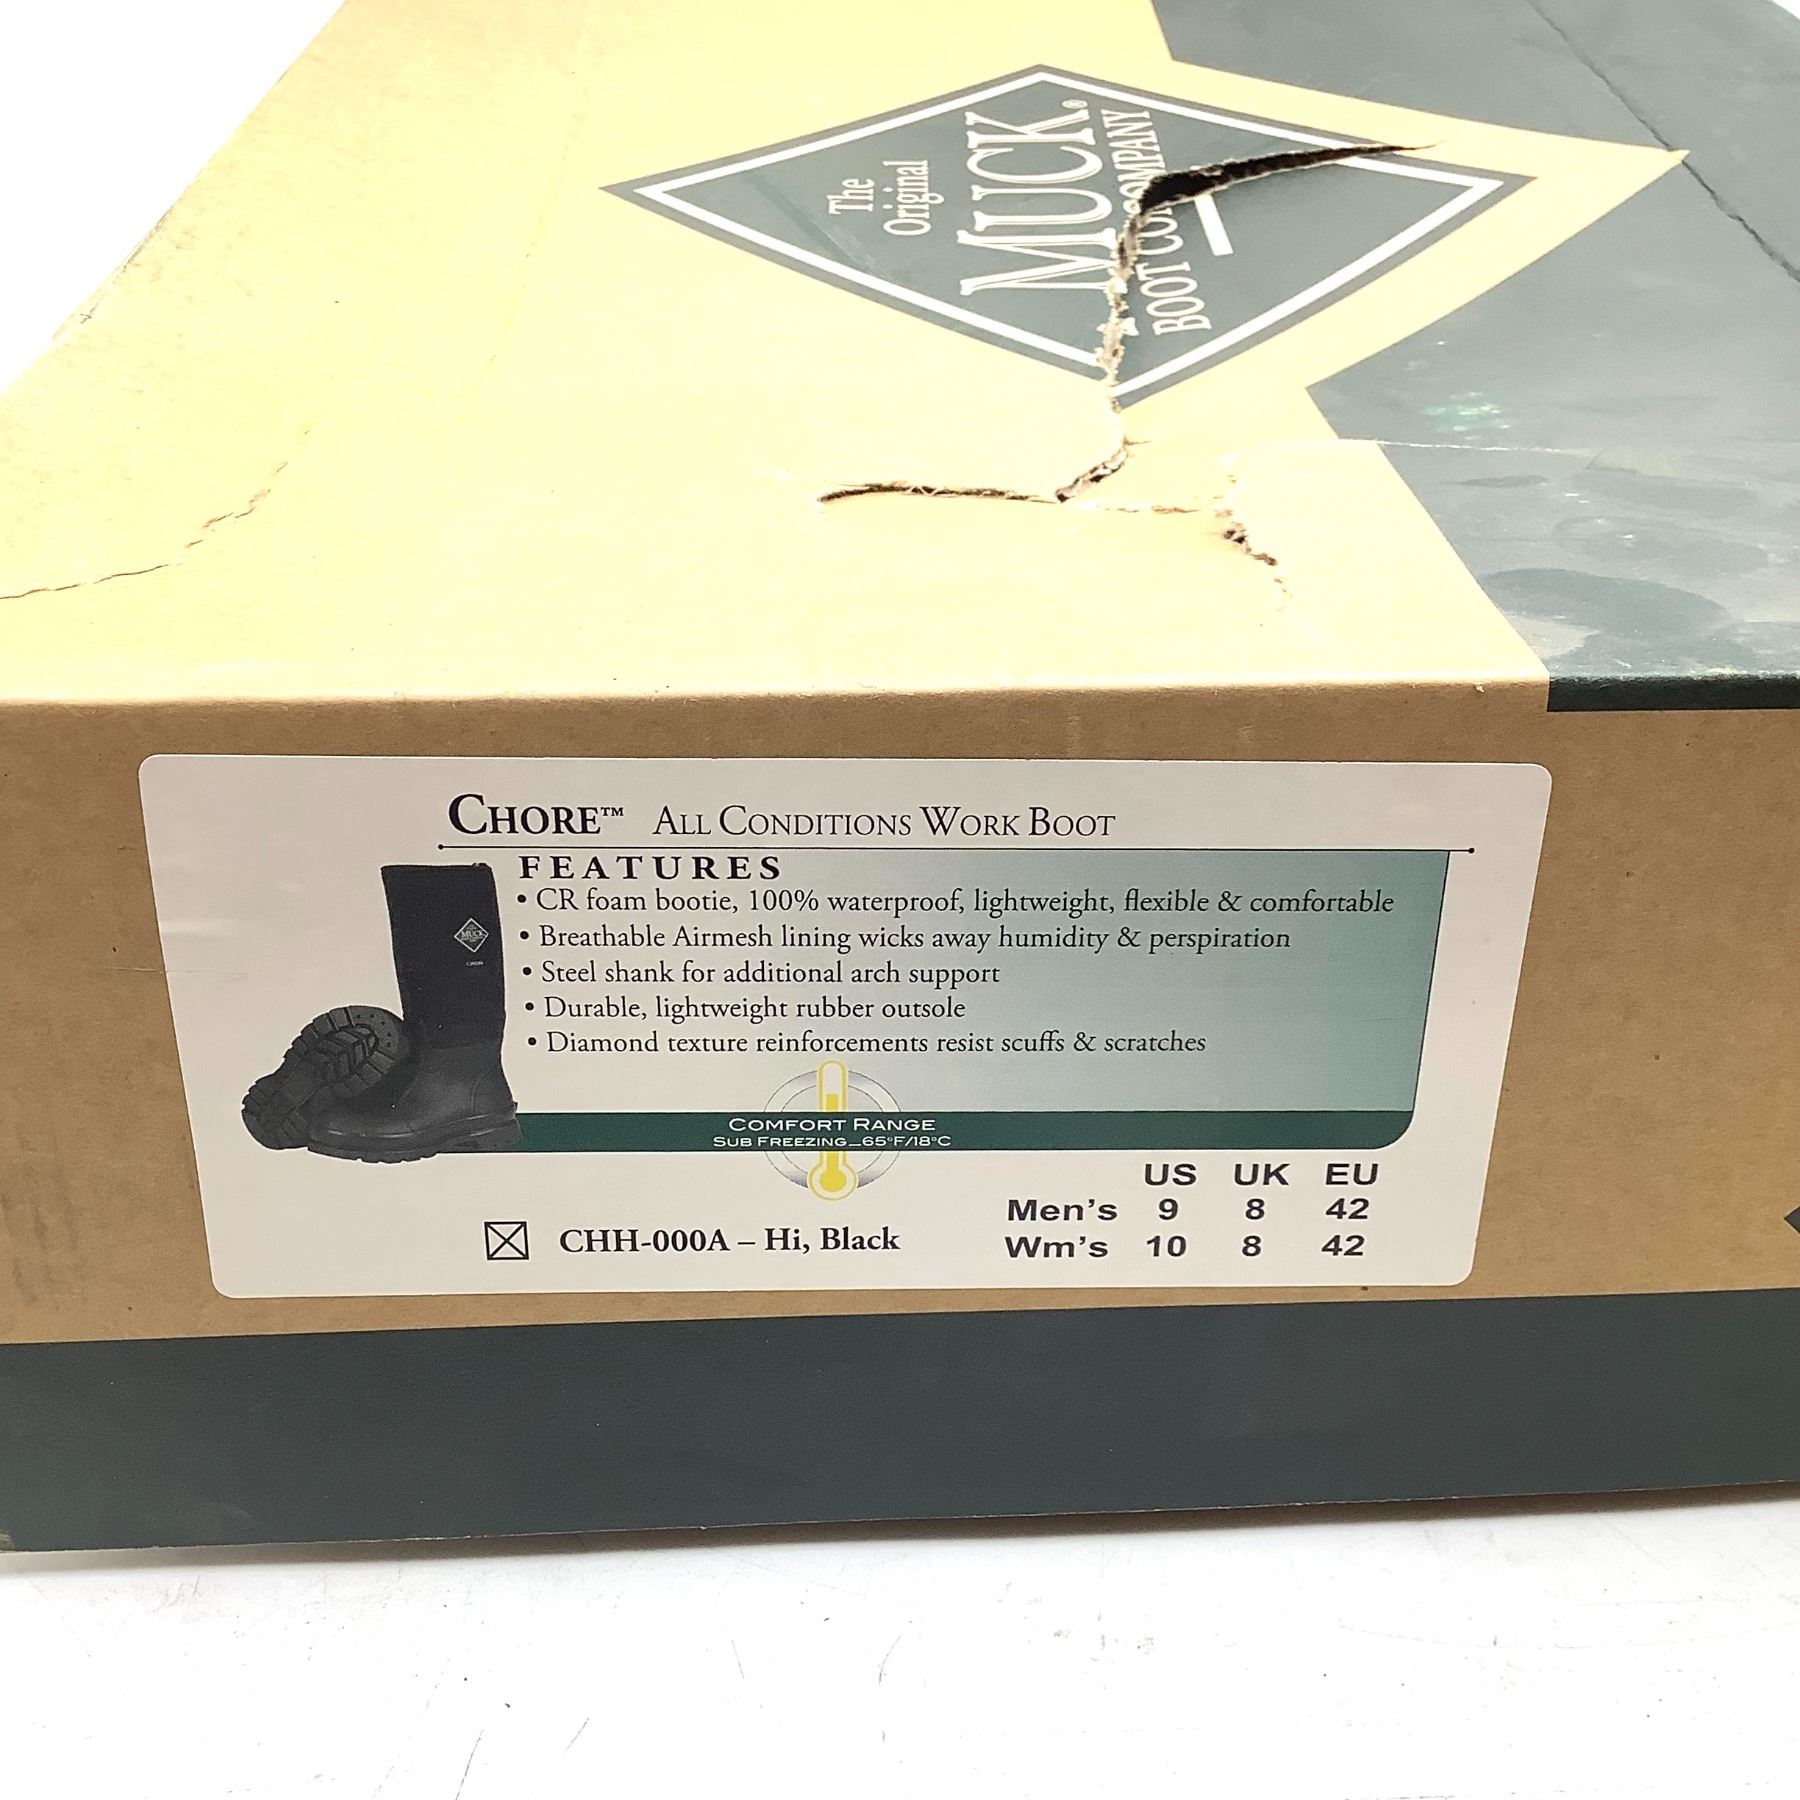 The
Original
MUCK®
BOOT COMPANY
CHORE™ ALL CONDITIONS WORK BOOT
FEATURES
• CR foam bootie, 100% waterproof, lightweight, flexible & comfortable
• Breathable Airmesh lining wicks away humidity & perspiration
• Steel shank for additional arch support
• Durable, lightweight rubber outsole
• Diamond texture reinforcements resist scuffs & scratches
MUCK
COMFORT RANGE
SUB FREEZING–65°F/18°C
US UK EU
Men's 9 8 42
Wm's 10 8 42
CHH-000A – Hi, Black